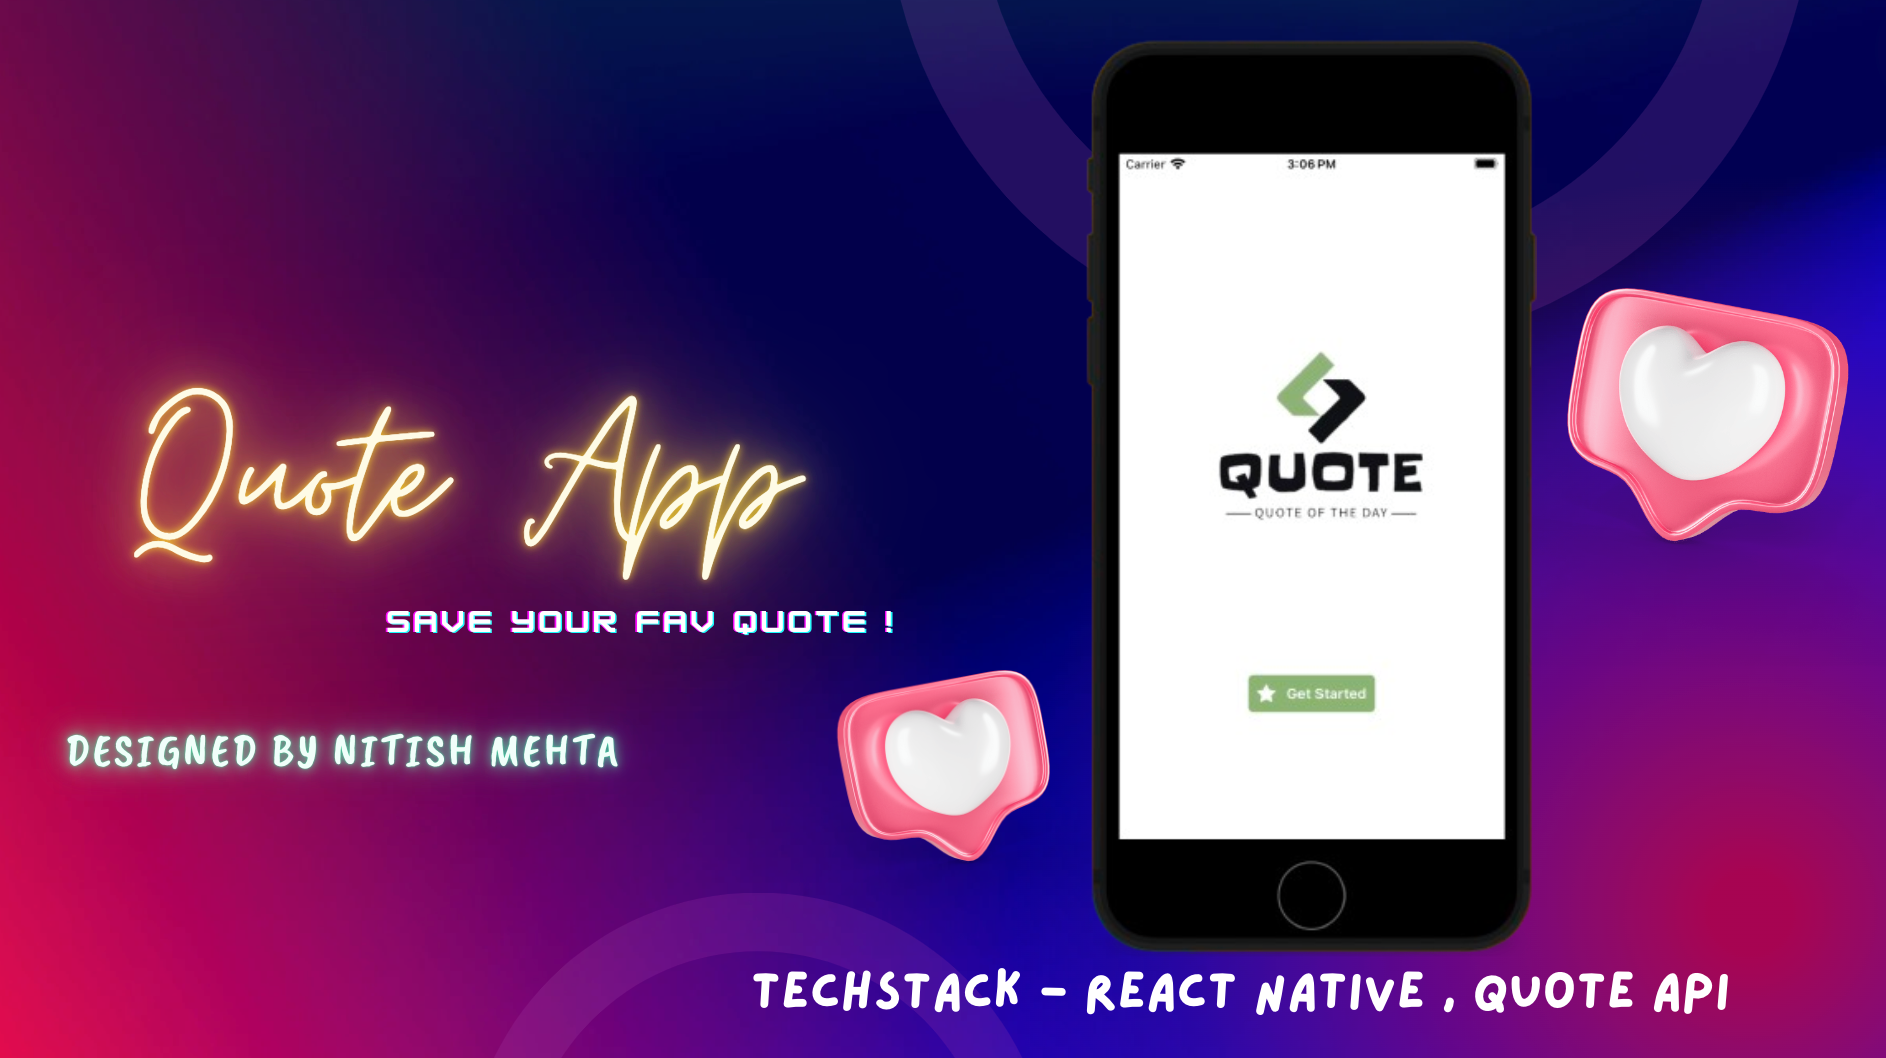 Quote App
SAVE YOUR FAV QUOTE !
DESIGNED BY NITISH MEHTA
Carrier 3:06 PM
QUOTE
QUOTE OF THE DAY
Get Started
TECHSTACK - REACT NATIVE , QUOTE API